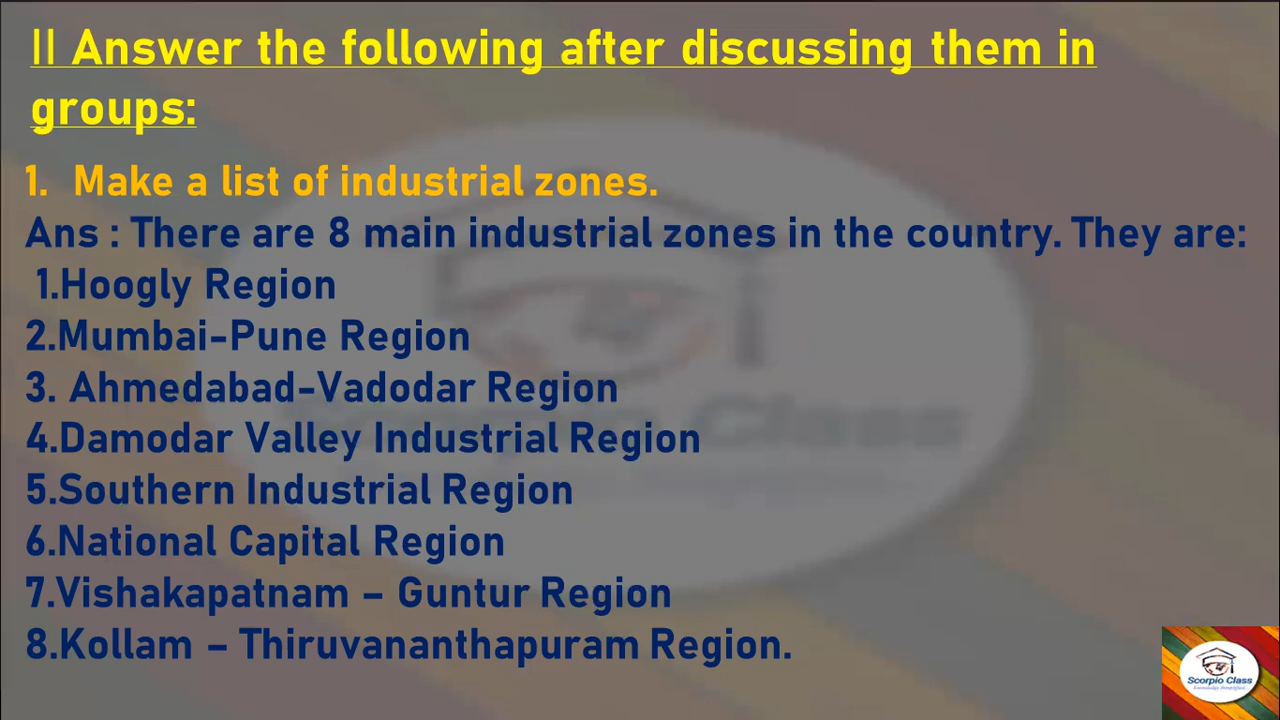 II Answer the following after discussing them in
groups:
1. Make a list of industrial zones.
Ans : There are 8 main industrial zones in the country. They are:
1.Hoogly Region
2.Mumbai-Pune Region
3. Ahmedabad-Vadodar Region
4.Damodar Valley Industrial Region
5.Southern Industrial Region
6.National Capital Region
7.Vishakapatnam – Guntur Region
8.Kollam – Thiruvananthapuram Region.
Scorpio Class
Knowledge Simplified...